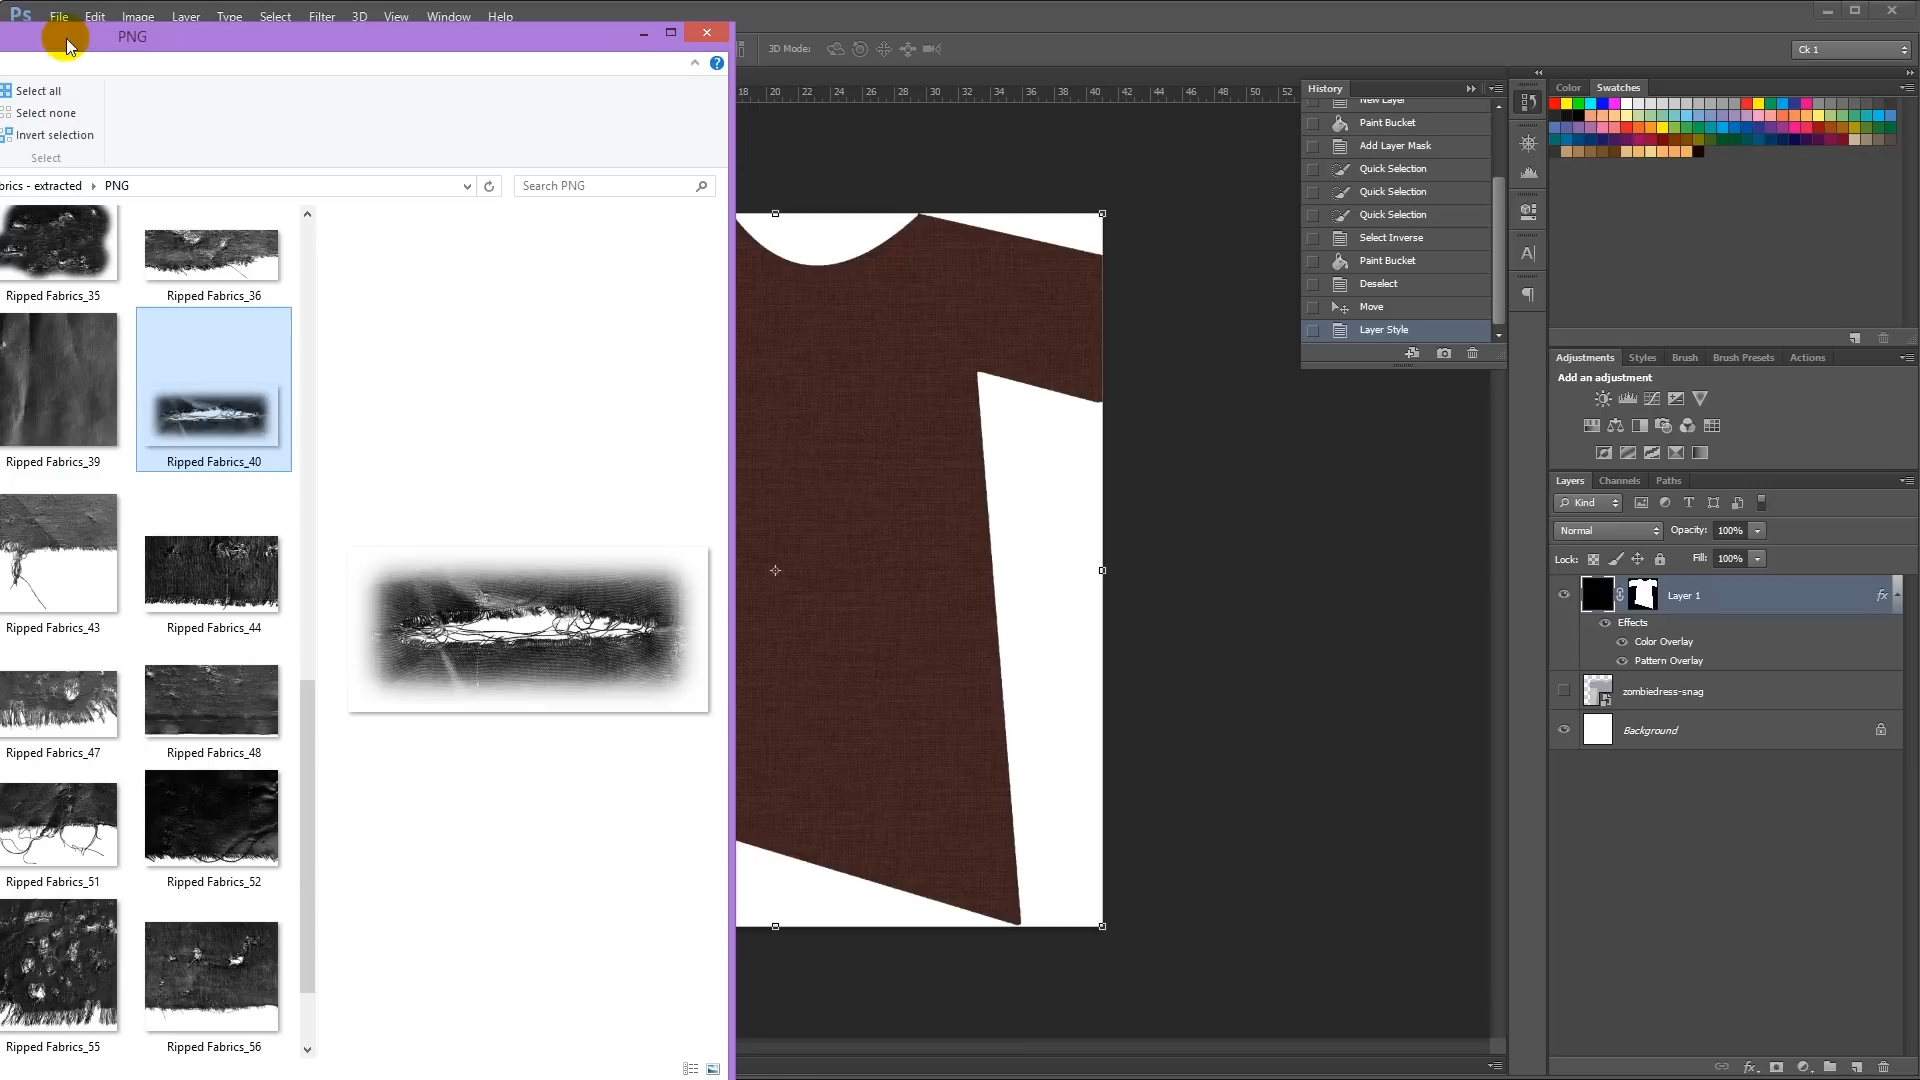 Ps File Edit Image Layer Type Select Filter 3D View Window Help
PNG
Select all
Select none
Invert selection
Select
brics - extracted PNG
Search PNG
Ripped Fabrics_35
Ripped Fabrics_36
Ripped Fabrics_39
Ripped Fabrics_40
Ripped Fabrics_43
Ripped Fabrics_44
Ripped Fabrics_47
Ripped Fabrics_48
Ripped Fabrics_51
Ripped Fabrics_52
Ripped Fabrics_55
Ripped Fabrics_56
3D Mode:
Ck 1
18 20 22 24 26 28 30 32 34 36 38 40 42 44 46 48 50 52
History
New Layer
Paint Bucket
Add Layer Mask
Quick Selection
Quick Selection
Quick Selection
Select Inverse
Paint Bucket
Deselect
Move
Layer Style
Color Swatches
Adjustments Styles Brush Brush Presets Actions
Add an adjustment
Layers Channels Paths
Kind
Normal Opacity: 100%
Lock: Fill: 100%
Layer 1 fx
Effects
Color Overlay
Pattern Overlay
zombiedress-snag
Background
fx